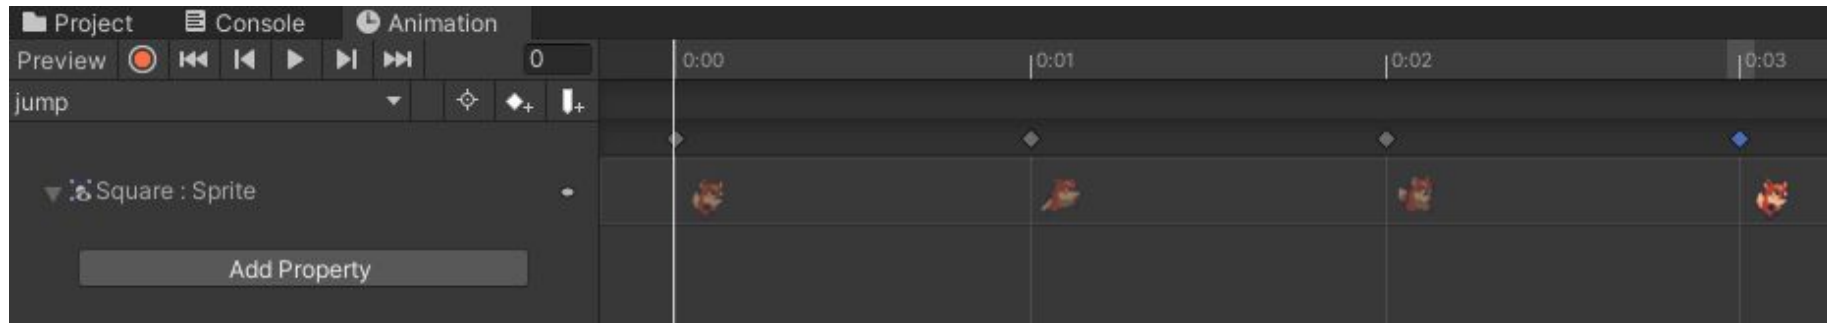 Project Console Animation
Preview 0 0:00 0:01 0:02 0:03
jump
Square : Sprite
Add Property